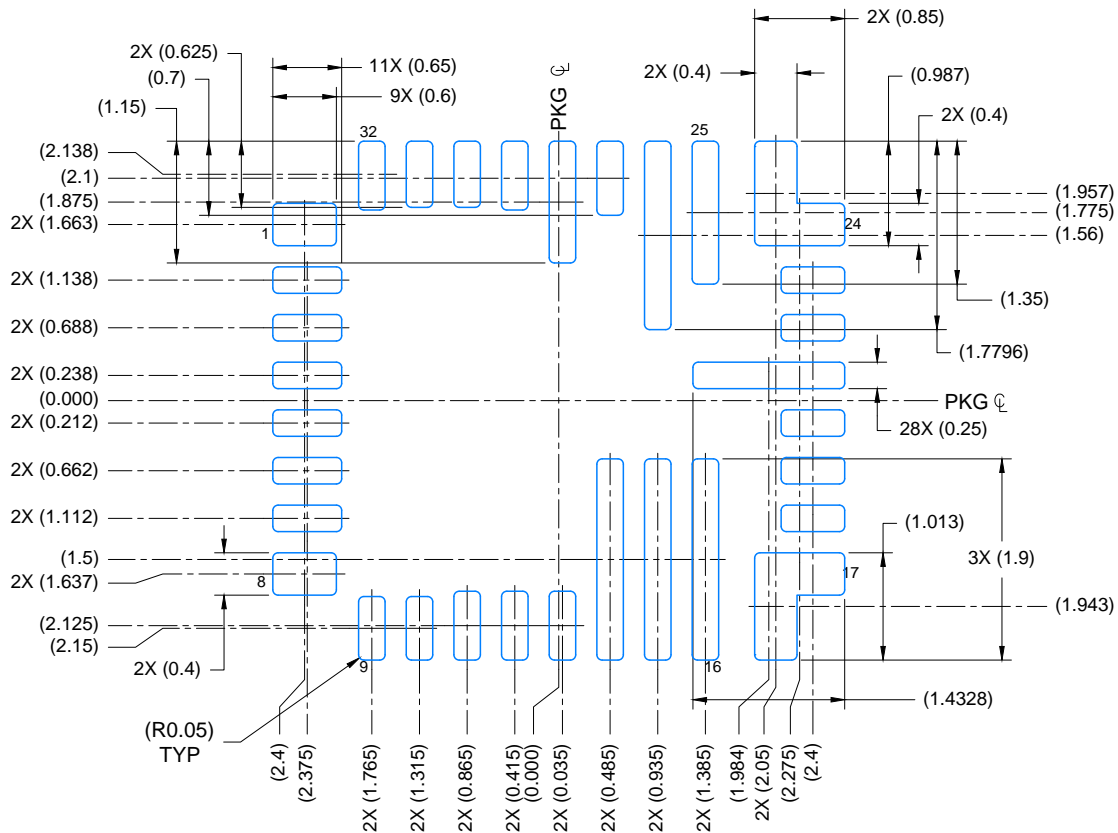 2X (0.85)
2X (0.625)
11X (0.65)
(0.7)
2X (0.4)
(0.987)
9X (0.6)
(1.15)
2X (0.4)
PKG ℄
32
25
(2.138)
(2.1)
(1.875)
2X (1.663)
1
24
(1.957)
(1.775)
(1.56)
2X (1.138)
(1.35)
2X (0.688)
(1.7796)
2X (0.238)
(0.000)
PKG ℄
2X (0.212)
28X (0.25)
2X (0.662)
2X (1.112)
(1.013)
(1.5)
3X (1.9)
2X (1.637)
8
17
(1.943)
(2.125)
(2.15)
2X (0.4)
9
16
(1.4328)
(R0.05)
TYP
(2.4)
(2.375)
2X (1.765)
2X (1.315)
2X (0.865)
2X (0.415)
(0.000)
2X (0.035)
2X (0.485)
2X (0.935)
2X (1.385)
(1.984)
2X (2.05)
(2.275)
(2.4)